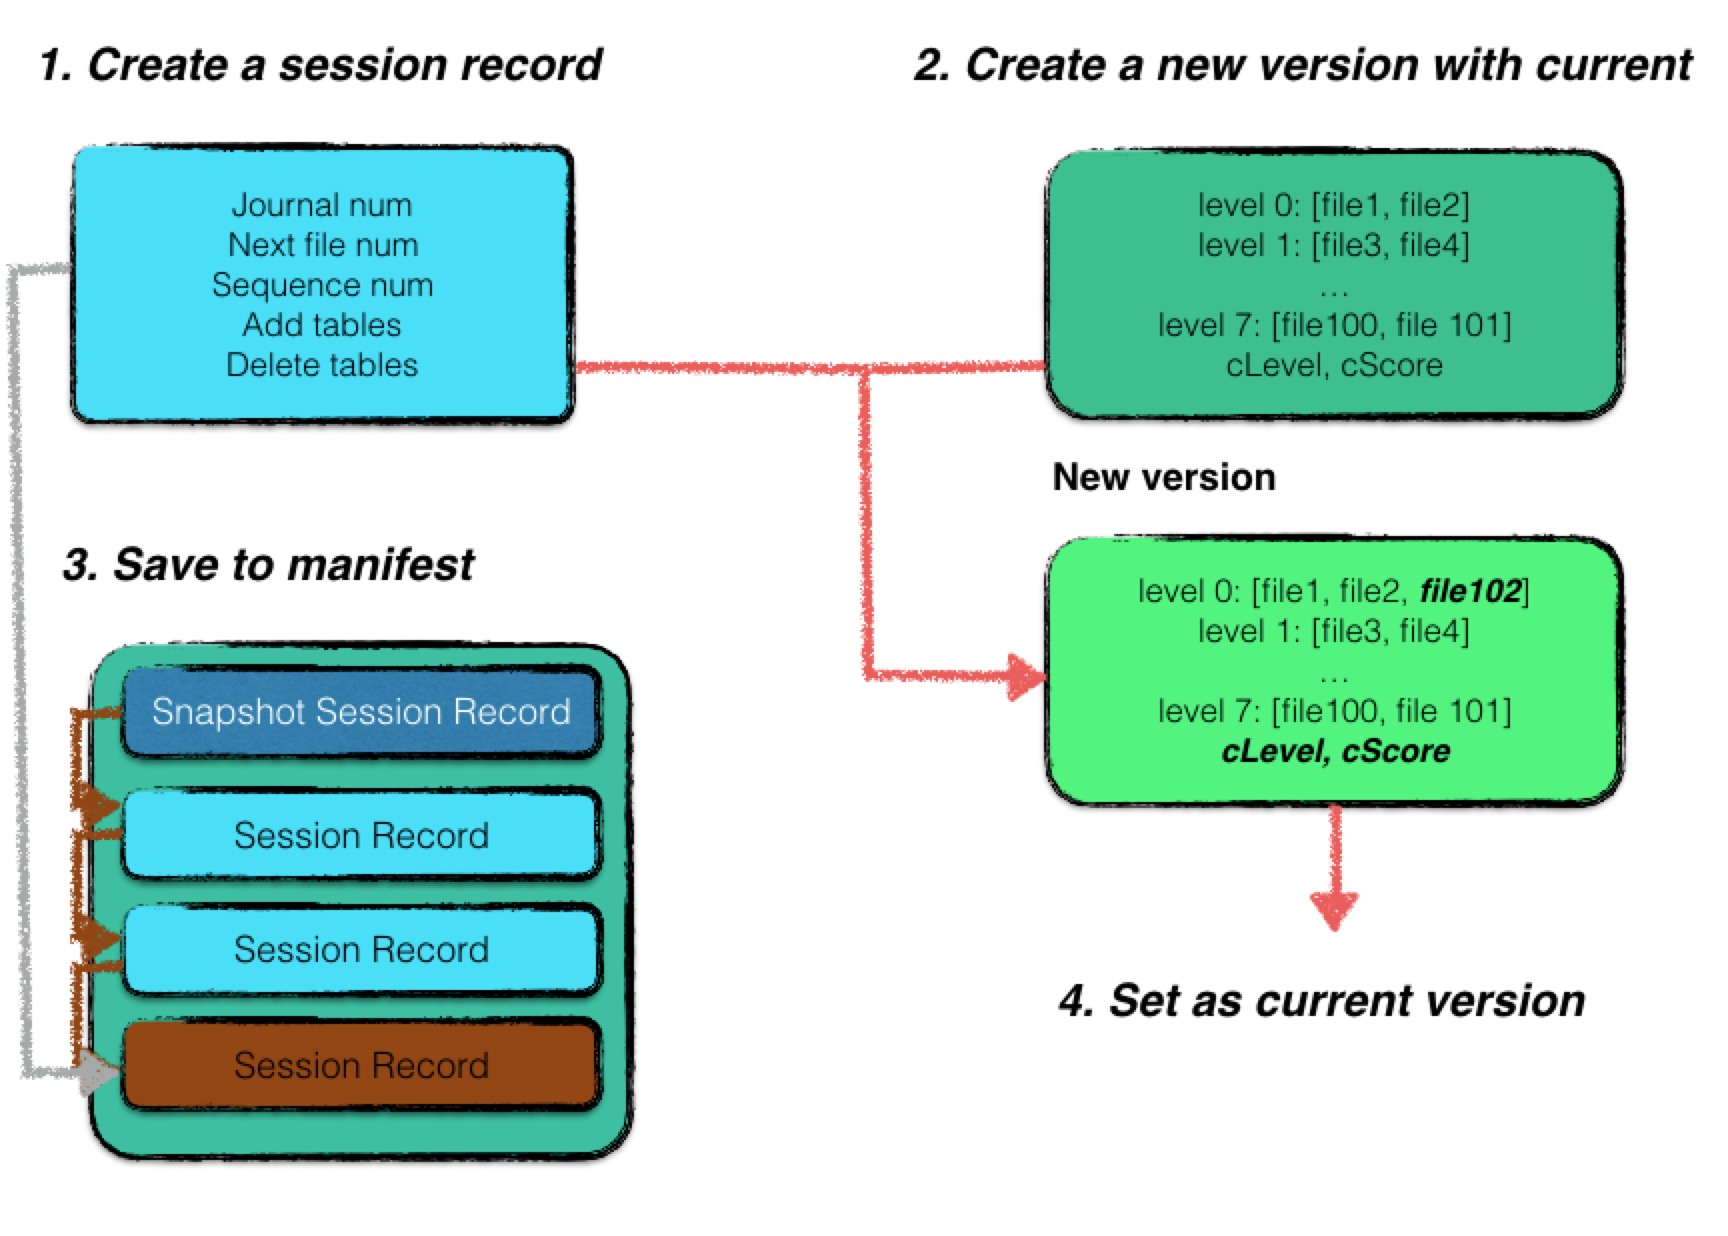 1. Create a session record
Journal num
Next file num
Sequence num
Add tables
Delete tables
2. Create a new version with current
level 0: [file1, file2]
level 1: [file3, file4]
...
level 7: [file100, file 101]
cLevel, cScore
New version
level 0: [file1, file2, file102]
level 1: [file3, file4]
...
level 7: [file100, file 101]
cLevel, cScore
3. Save to manifest
Snapshot Session Record
Session Record
Session Record
Session Record
4. Set as current version